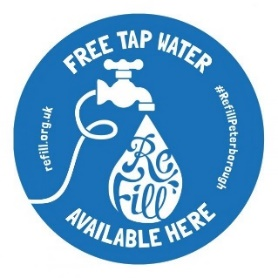 FREE TAP WATER
refill.org.uk
#RefillPeterborough
Re
fill
AVAILABLE HERE